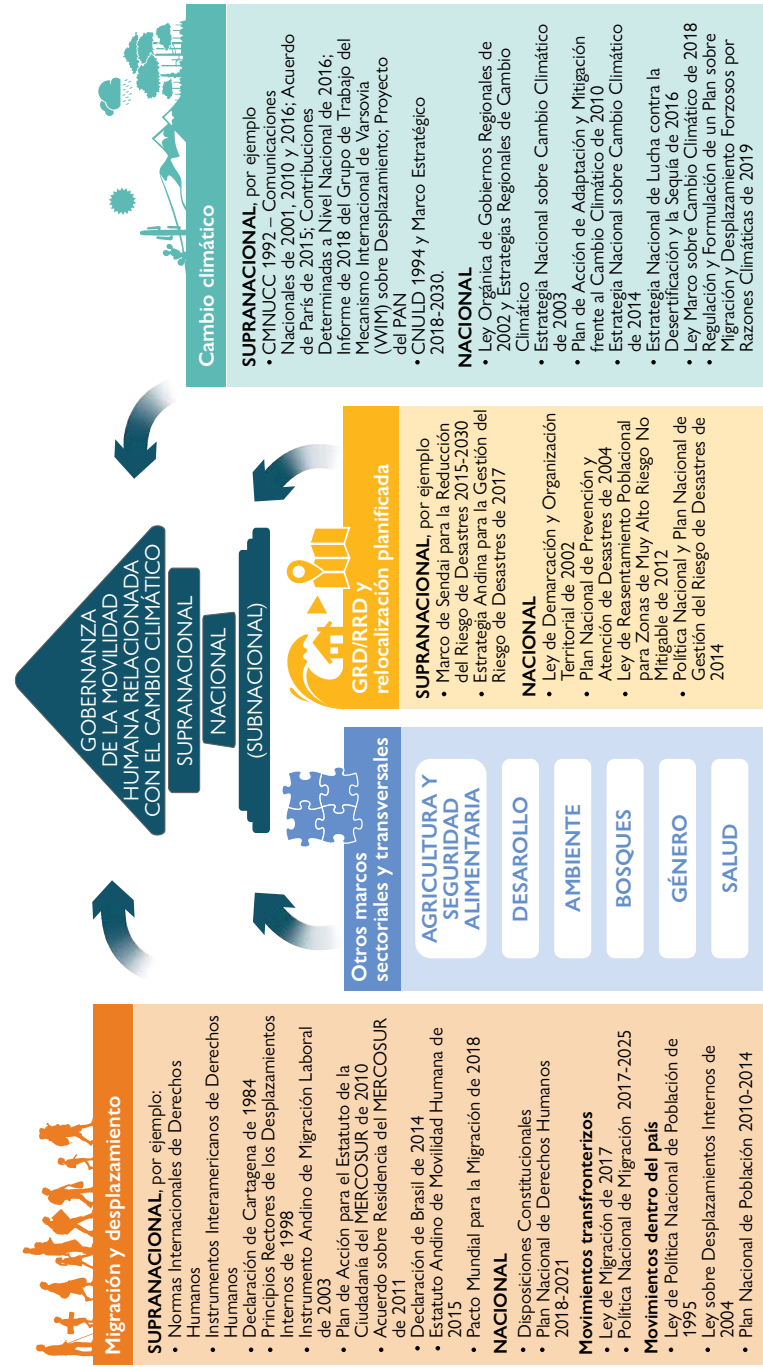 GOBERNANZA
DE LA MOVILIDAD
HUMANA RELACIONADA
CON EL CAMBIO CLIMÁTICO
SUPRANACIONAL
NACIONAL
(SUBNACIONAL)
Migración y desplazamiento
SUPRANACIONAL, por ejemplo:
• Normas Internacionales de Derechos
Humanos
• Instrumentos Interamericanos de Derechos
Humanos
• Declaración de Cartagena de 1984
• Principios Rectores de los Desplazamientos
Internos de 1998
• Instrumento Andino de Migración Laboral
de 2003
• Plan de Acción para el Estatuto de la
Ciudadanía del MERCOSUR de 2010
• Acuerdo sobre Residencia del MERCOSUR
de 2011
• Declaración de Brasil de 2014
• Estatuto Andino de Movilidad Humana de
2015
• Pacto Mundial para la Migración de 2018
NACIONAL
• Disposiciones Constitucionales
• Plan Nacional de Derechos Humanos
2018-2021
Movimientos transfronterizos
• Ley de Migración de 2017
• Política Nacional de Migración 2017-2025
Movimientos dentro del país
• Ley de Política Nacional de Población de
1995
• Ley sobre Desplazamientos Internos de
2004
• Plan Nacional de Población 2010-2014
Otros marcos
sectoriales y transversales
AGRICULTURA Y
SEGURIDAD
ALIMENTARIA
DESAROLLO
AMBIENTE
BOSQUES
GÉNERO
SALUD
GRD/RRD y
relocalización planificada
SUPRANACIONAL, por ejemplo
• Marco de Sendai para la Reducción
del Riesgo de Desastres 2015-2030
• Estrategia Andina para la Gestión del
Riesgo de Desastres de 2017
NACIONAL
• Ley de Demarcación y Organización
Territorial de 2002
• Plan Nacional de Prevención y
Atención de Desastres de 2004
• Ley de Reasentamiento Poblacional
para Zonas de Muy Alto Riesgo No
Mitigable de 2012
• Política Nacional y Plan Nacional de
Gestión del Riesgo de Desastres de
2014
Cambio climático
SUPRANACIONAL, por ejemplo
• CMNUCC 1992 – Comunicaciones
Nacionales de 2001, 2010 y 2016; Acuerdo
de París de 2015; Contribuciones
Determinadas a Nivel Nacional de 2016;
Informe de 2018 del Grupo de Trabajo del
Mecanismo Internacional de Varsovia
(WIM) sobre Desplazamiento; Proyecto
del PAN
• CNULD 1994 y Marco Estratégico
2018-2030.
NACIONAL
• Ley Orgánica de Gobiernos Regionales de
2002 y Estrategias Regionales de Cambio
Climático
• Estrategia Nacional sobre Cambio Climático
de 2003
• Plan de Acción de Adaptación y Mitigación
frente al Cambio Climático de 2010
• Estrategia Nacional sobre Cambio Climático
de 2014
• Estrategia Nacional de Lucha contra la
Desertificación y la Sequía de 2016
• Ley Marco sobre Cambio Climático de 2018
• Regulación y Formulación de un Plan sobre
Migración y Desplazamiento Forzosos por
Razones Climáticas de 2019